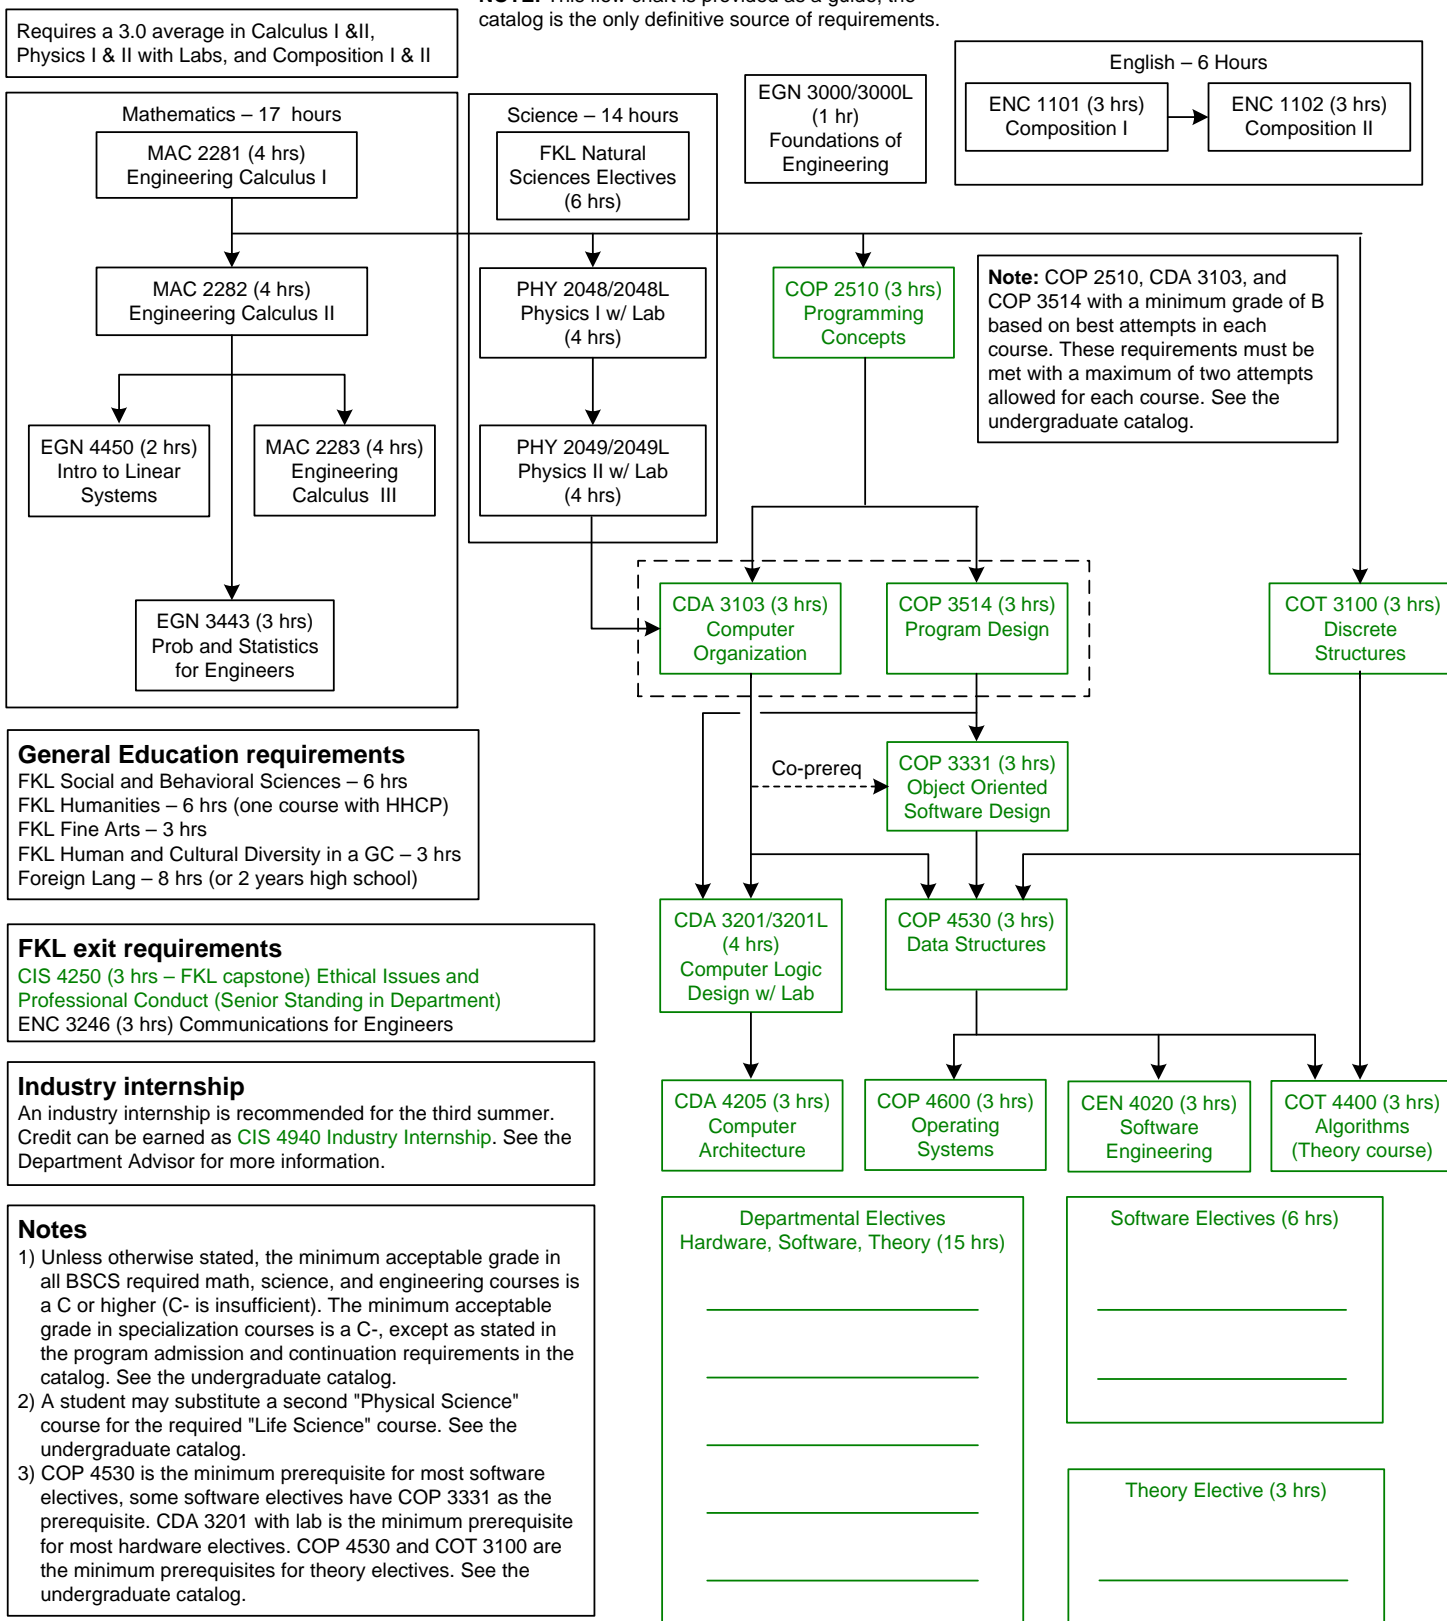 NOTE: This flow chart is provided as a guide, the
catalog is the only definitive source of requirements.
Requires a 3.0 average in Calculus I &II,
Physics I & II with Labs, and Composition I & II
English – 6 Hours
ENC 1101 (3 hrs)
Composition I
ENC 1102 (3 hrs)
Composition II
EGN 3000/3000L
(1 hr)
Foundations of
Engineering
Mathematics – 17 hours
MAC 2281 (4 hrs)
Engineering Calculus I
Science – 14 hours
FKL Natural
Sciences Electives
(6 hrs)
MAC 2282 (4 hrs)
Engineering Calculus II
PHY 2048/2048L
Physics I w/ Lab
(4 hrs)
COP 2510 (3 hrs)
Programming
Concepts
Note: COP 2510, CDA 3103, and
COP 3514 with a minimum grade of B
based on best attempts in each
course. These requirements must be
met with a maximum of two attempts
allowed for each course. See the
undergraduate catalog.
EGN 4450 (2 hrs)
Intro to Linear
Systems
MAC 2283 (4 hrs)
Engineering
Calculus III
PHY 2049/2049L
Physics II w/ Lab
(4 hrs)
EGN 3443 (3 hrs)
Prob and Statistics
for Engineers
CDA 3103 (3 hrs)
Computer
Organization
COP 3514 (3 hrs)
Program Design
COT 3100 (3 hrs)
Discrete
Structures
General Education requirements
FKL Social and Behavioral Sciences – 6 hrs
FKL Humanities – 6 hrs (one course with HHCP)
FKL Fine Arts – 3 hrs
FKL Human and Cultural Diversity in a GC – 3 hrs
Foreign Lang – 8 hrs (or 2 years high school)
Co-prereq
COP 3331 (3 hrs)
Object Oriented
Software Design
CDA 3201/3201L
(4 hrs)
Computer Logic
Design w/ Lab
COP 4530 (3 hrs)
Data Structures
FKL exit requirements
CIS 4250 (3 hrs – FKL capstone) Ethical Issues and
Professional Conduct (Senior Standing in Department)
ENC 3246 (3 hrs) Communications for Engineers
Industry internship
An industry internship is recommended for the third summer.
Credit can be earned as CIS 4940 Industry Internship. See the
Department Advisor for more information.
CDA 4205 (3 hrs)
Computer
Architecture
COP 4600 (3 hrs)
Operating
Systems
CEN 4020 (3 hrs)
Software
Engineering
COT 4400 (3 hrs)
Algorithms
(Theory course)
Notes
1) Unless otherwise stated, the minimum acceptable grade in
all BSCS required math, science, and engineering courses is
a C or higher (C- is insufficient). The minimum acceptable
grade in specialization courses is a C-, except as stated in
the program admission and continuation requirements in the
catalog. See the undergraduate catalog.
2) A student may substitute a second "Physical Science"
course for the required "Life Science" course. See the
undergraduate catalog.
3) COP 4530 is the minimum prerequisite for most software
electives, some software electives have COP 3331 as the
prerequisite. CDA 3201 with lab is the minimum prerequisite
for most hardware electives. COP 4530 and COT 3100 are
the minimum prerequisites for theory electives. See the
undergraduate catalog.
Departmental Electives
Hardware, Software, Theory (15 hrs)
Software Electives (6 hrs)
Theory Elective (3 hrs)